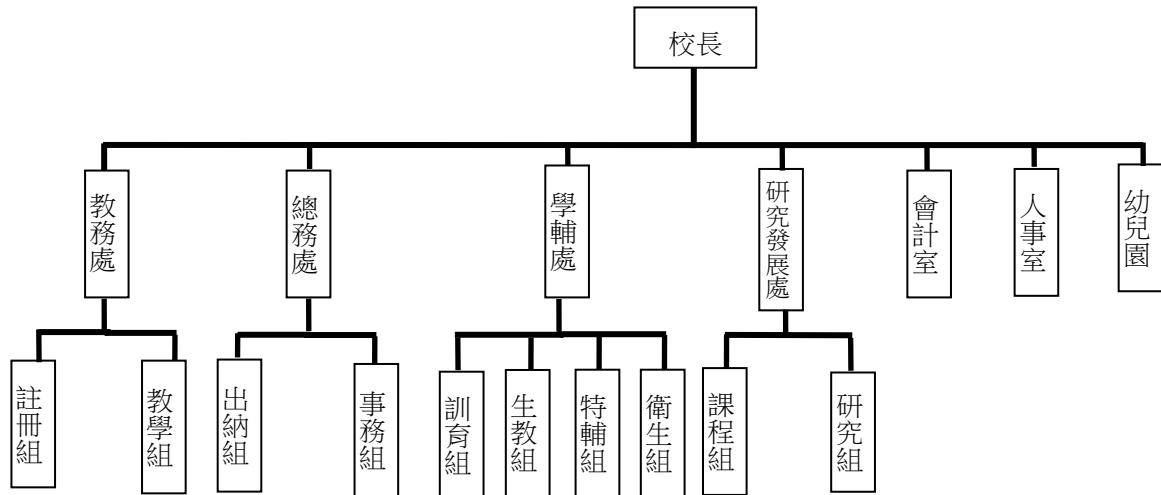 校長
教務處
總務處
學輔處
研究發展處
會計室
人事室
幼兒園
註冊組
教學組
出納組
事務組
訓育組
生教組
特輔組
衛生組
課程組
研究組